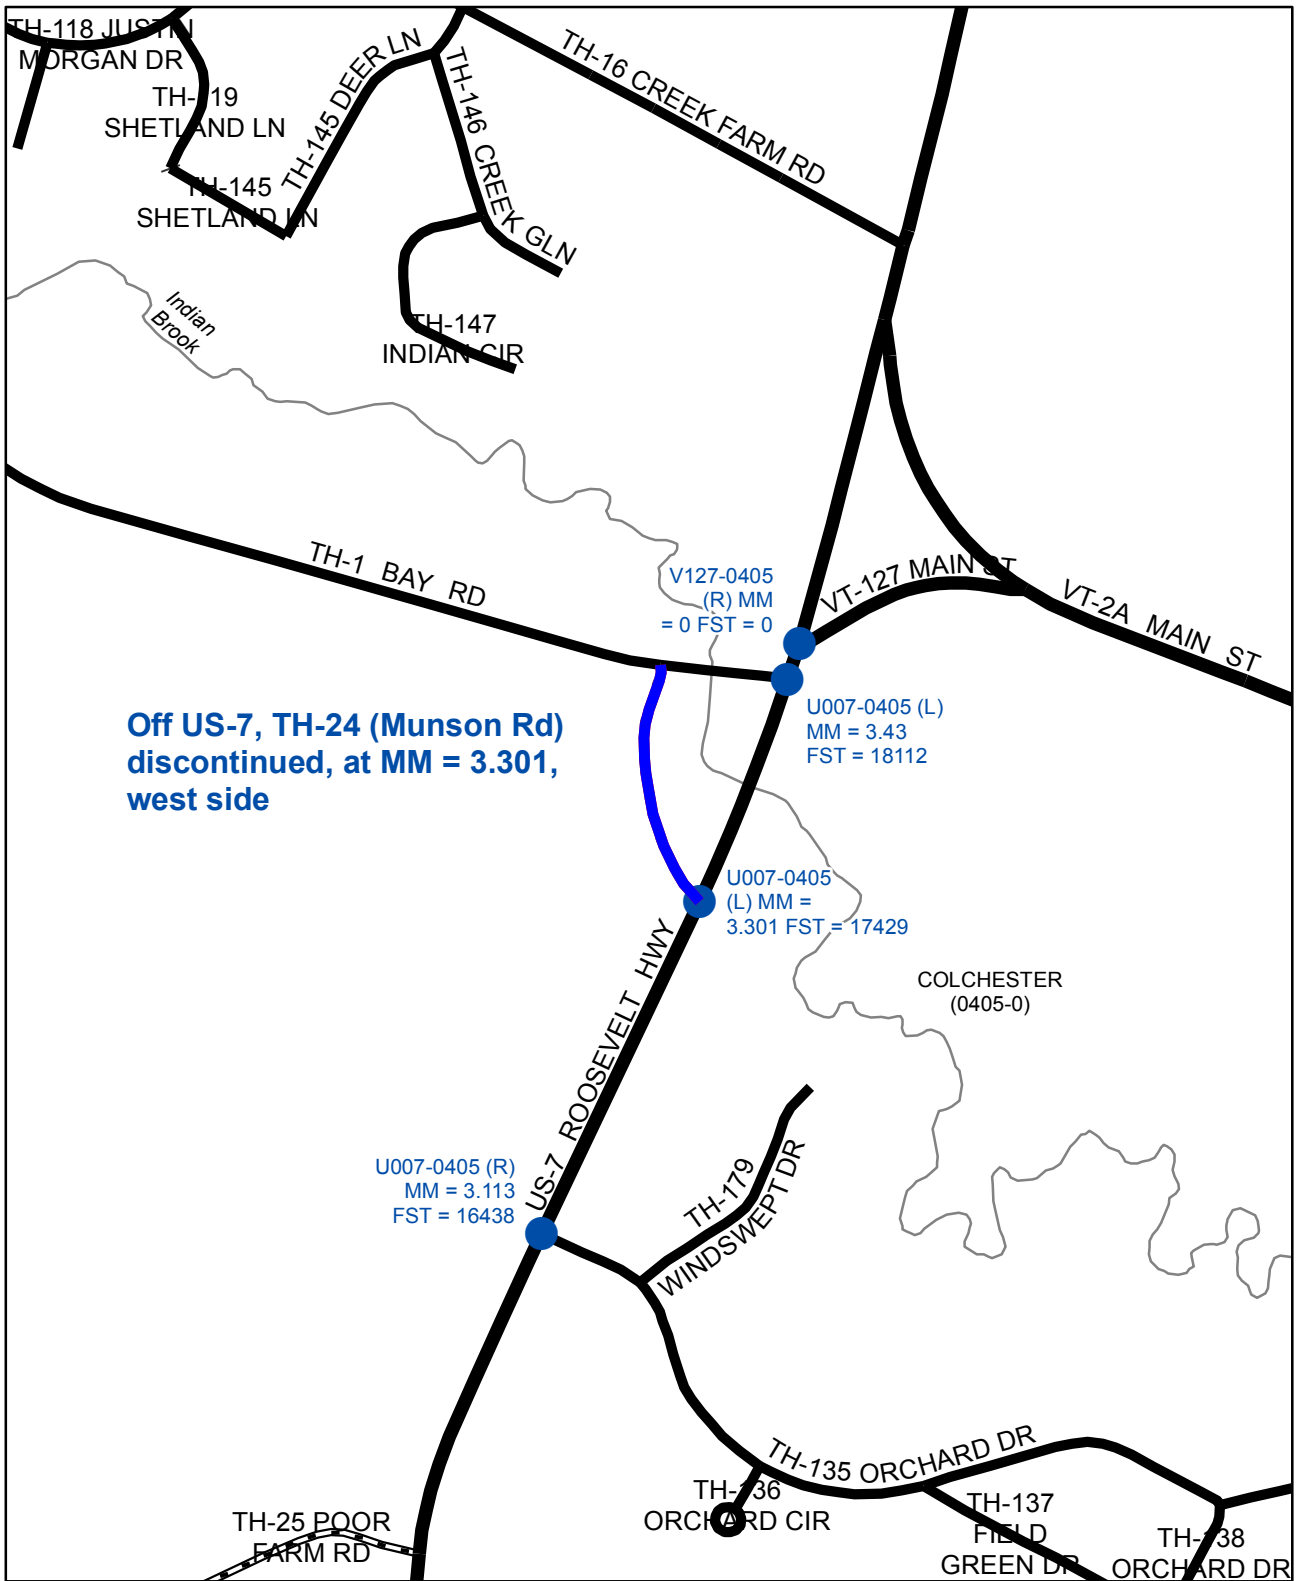 TH-118 JUSTIN
MORGAN DR
TH-119
SHETLAND LN
TH-145
SHETLAND LN
TH-145 DEER LN
TH-146 CREEK GLN
TH-16 CREEK FARM RD
TH-147
INDIAN CIR
Indian
Brook
TH-1 BAY RD
V127-0405
(R) MM
= 0 FST = 0
VT-127 MAIN ST
VT-2A MAIN ST
Off US-7, TH-24 (Munson Rd)
discontinued, at MM = 3.301,
west side
U007-0405 (L)
MM = 3.43
FST = 18112
U007-0405
(L) MM =
3.301 FST = 17429
US-7 ROOSEVELT HWY
COLCHESTER
(0405-0)
U007-0405 (R)
MM = 3.113
FST = 16438
TH-179
WINDSWEPT DR
TH-135 ORCHARD DR
TH-136
ORCHARD CIR
TH-137
FIELD
GREEN DR
TH-138
ORCHARD DR
TH-25 POOR
FARM RD